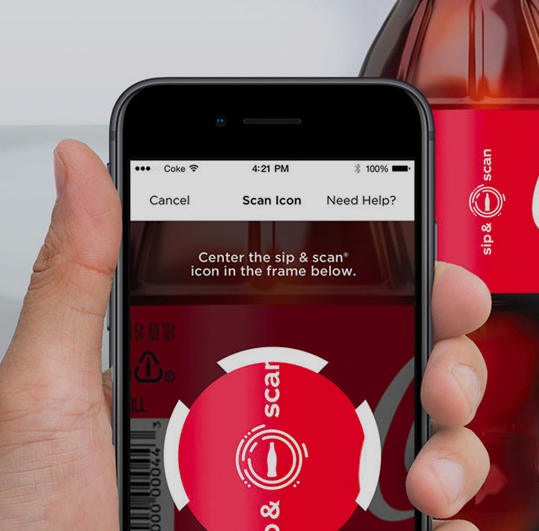 Coke 4:21 PM 100%
Cancel Scan Icon Need Help?
Center the sip & scan®
icon in the frame below.
scan
sip &
sip & scan